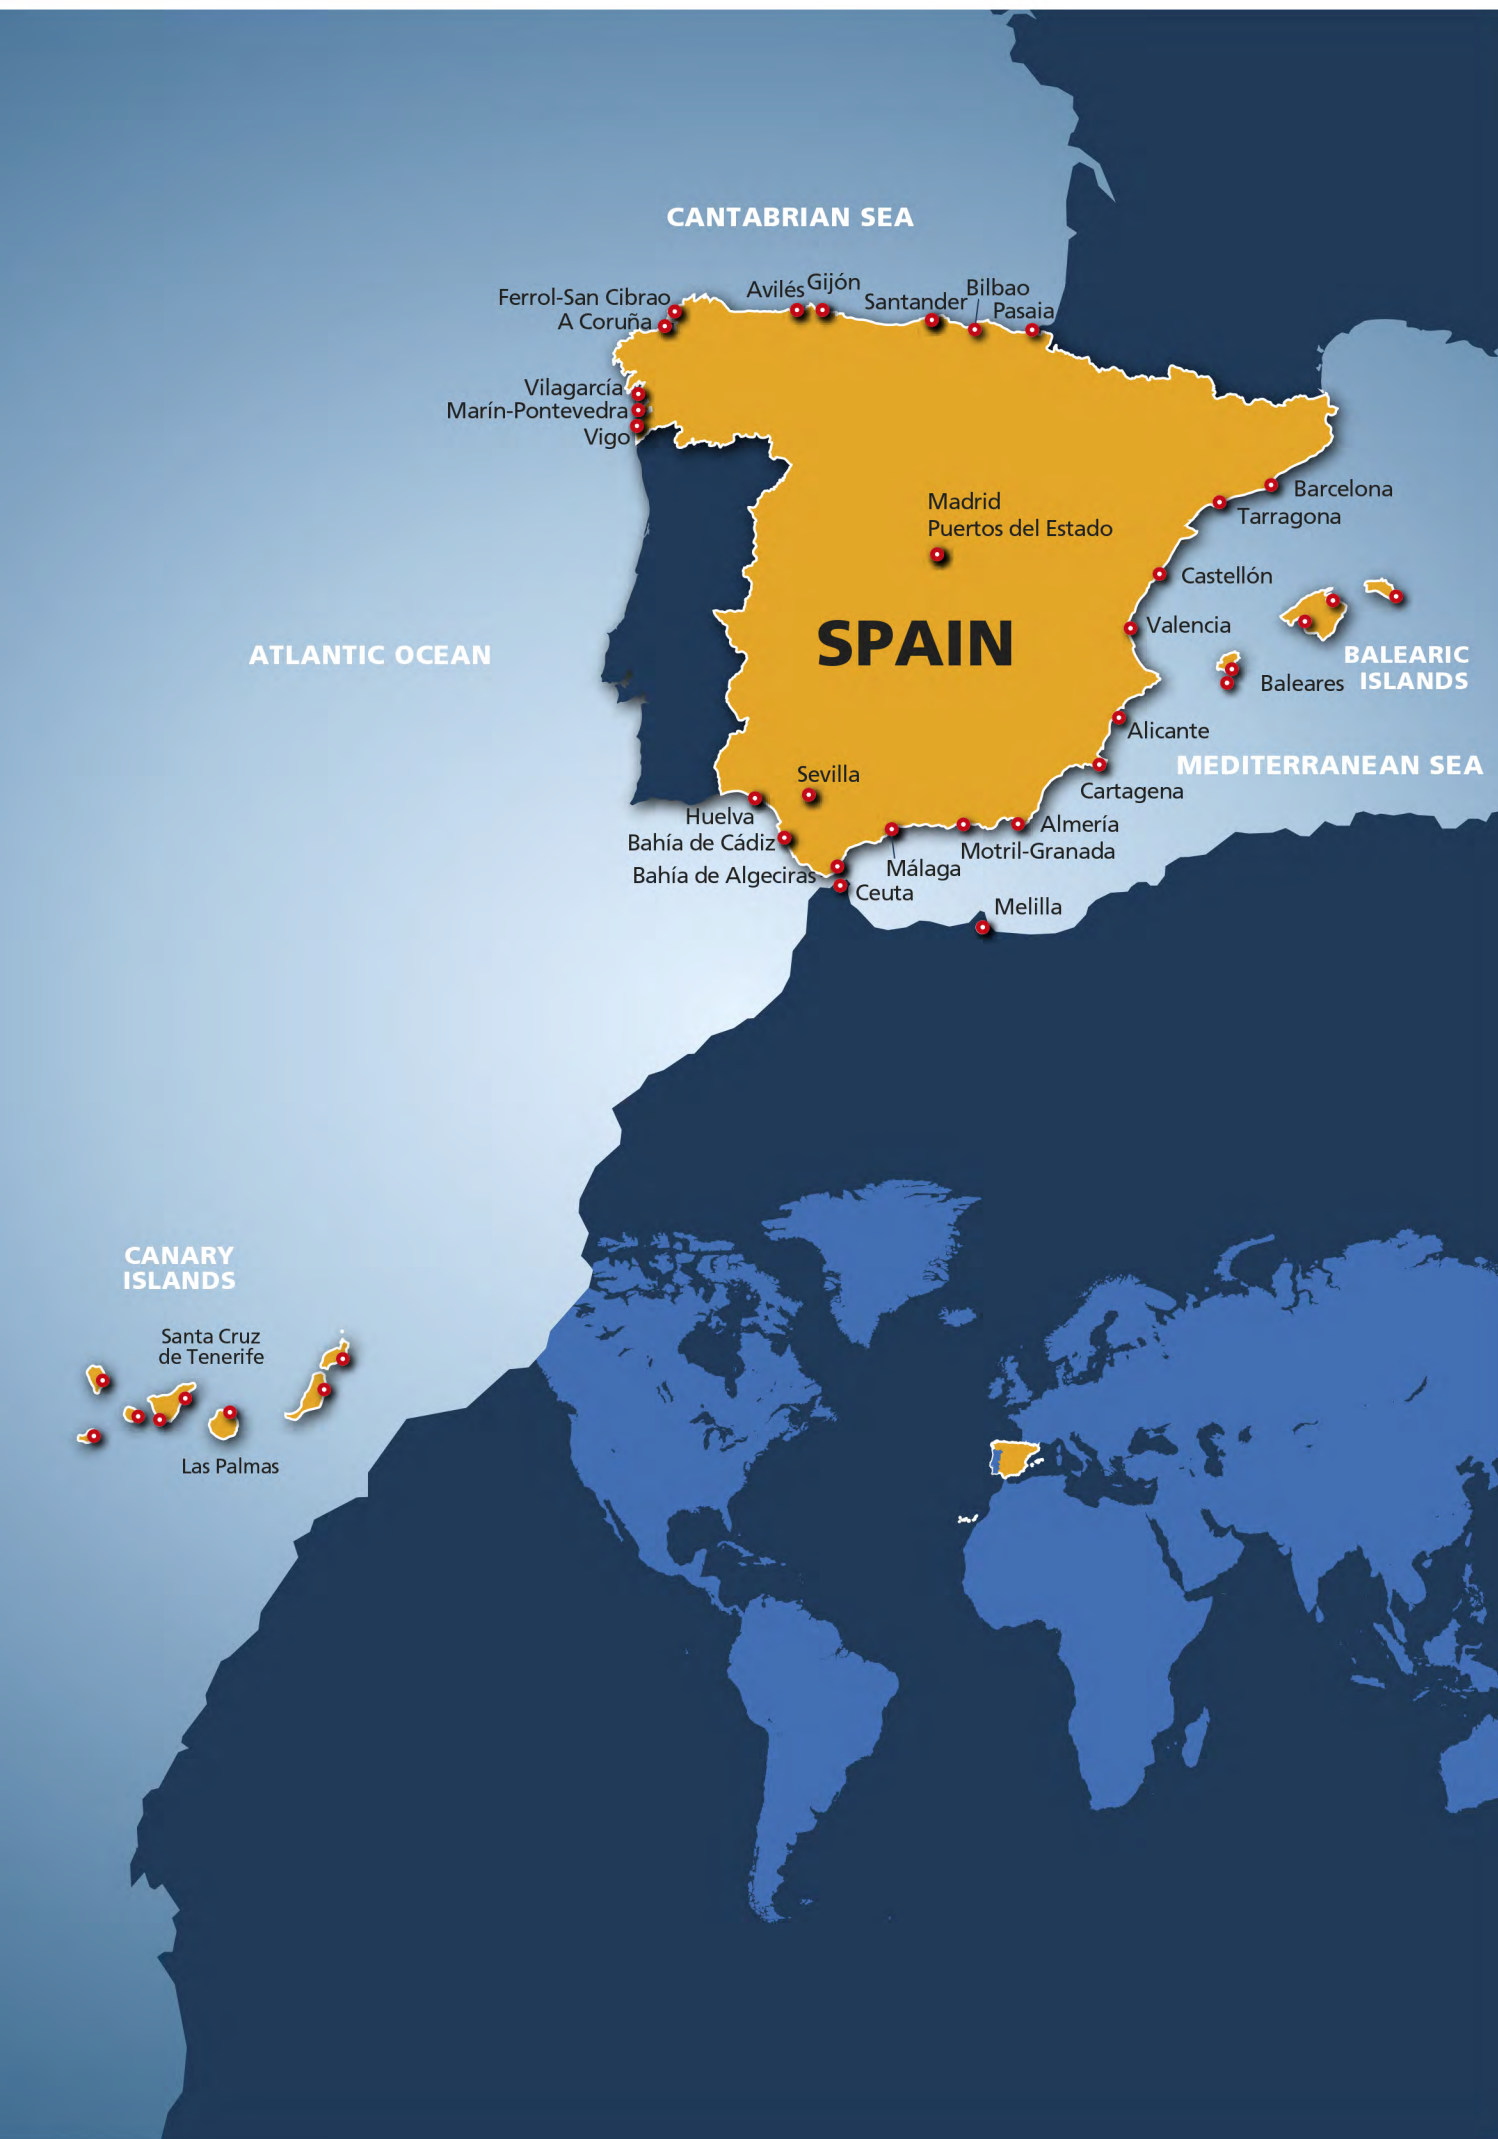 CANTABRIAN SEA
Ferrol-San Cibrao
A Coruña
Avilés
Gijón
Santander
Bilbao
Pasaia
Vilagarcía
Marín-Pontevedra
Vigo
Madrid
Puertos del Estado
Barcelona
Tarragona
Castellón
Valencia
SPAIN
ATLANTIC OCEAN
BALEARIC
ISLANDS
Baleares
Alicante
MEDITERRANEAN SEA
Sevilla
Cartagena
Huelva
Bahía de Cádiz
Bahía de Algeciras
Almería
Motril-Granada
Málaga
Ceuta
Melilla
CANARY
ISLANDS
Santa Cruz
de Tenerife
Las Palmas